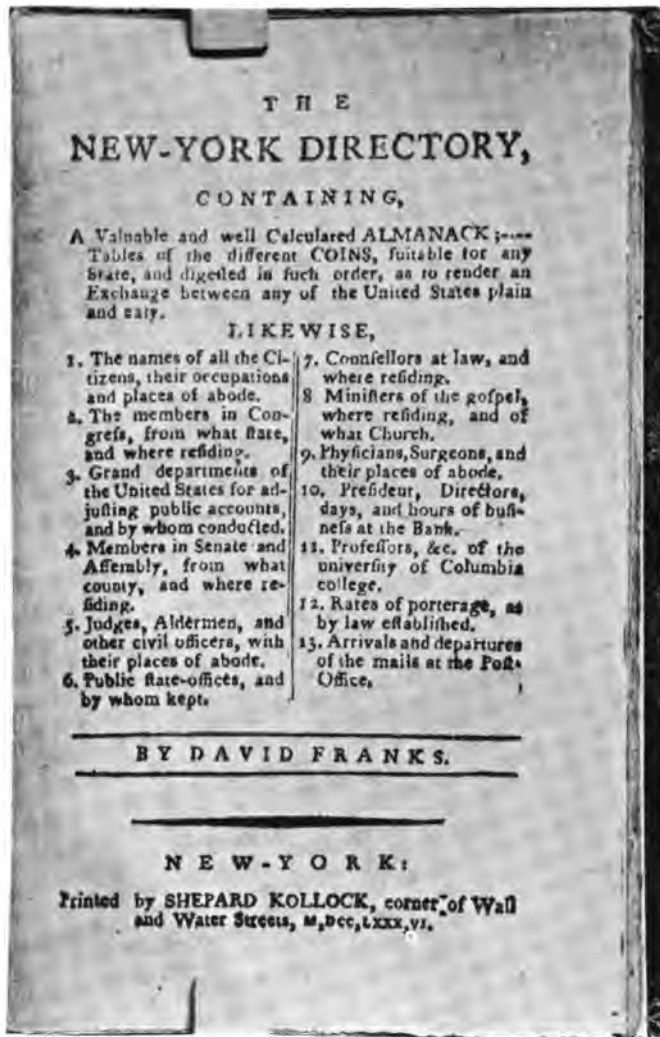 THE
NEW-YORK DIRECTORY,
CONTAINING,
A Valuable and well Calculated ALMANACK;----
Tables of the different COINS, ſuitable for any
State, and digeſted in ſuch order, as to render an
Exchange between any of the United States plain
and eaſy.
LIKEWISE,
1. The names of all the Ci-
tizens, their occupations
and places of abode.
2. The members in Con-
greſs, from what ſtate,
and where reſiding.
3. Grand departments of
the United States for ad-
juſting public accounts,
and by whom conducted.
4. Members in Senate and
Aſſembly, from what
county, and where re-
ſiding.
5. Judges, Aldermen, and
other civil officers, with
their places of abode.
6. Public ſtate-offices, and
by whom kept.
7. Counſellors at law, and
where reſiding.
8 Miniſters of the goſpel,
where reſiding, and of
what Church.
9. Phyſicians, Surgeons, and
their places of abode.
10. Preſident, Directors,
days, and hours of buſi-
neſs at the Bank.
11. Profeſſors, &c. of the
univerſity of Columbia
college.
12. Rates of porterage, as
by law eſtabliſhed.
13. Arrivals and departures
of the mails at the Poſt-
Office.
BY DAVID FRANKS.
NEW-YORK:
Printed by SHEPARD KOLLOCK, corner of Wall
and Water Streets, M,DCC,LXXX,VI.